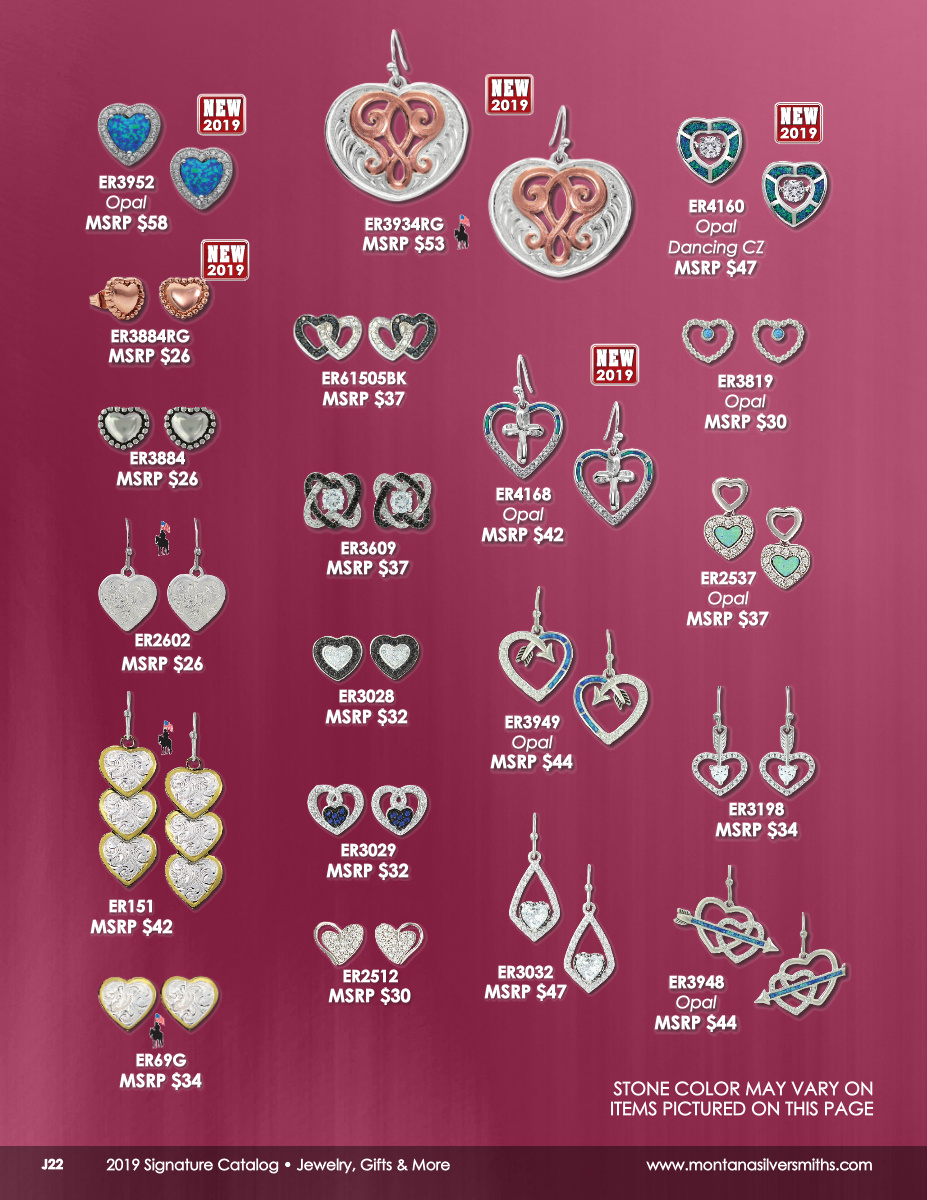 NEW
2019
ER3952
Opal
MSRP $58
NEW
2019
ER3884RG
MSRP $26
ER3884
MSRP $26
ER2602
MSRP $26
ER151
MSRP $42
ER69G
MSRP $34
NEW
2019
ER3934RG
MSRP $53
ER61505BK
MSRP $37
ER3609
MSRP $37
ER3028
MSRP $32
ER3029
MSRP $32
ER2512
MSRP $30
NEW
2019
ER4168
Opal
MSRP $42
ER3949
Opal
MSRP $44
ER3032
MSRP $47
NEW
2019
ER4160
Opal
Dancing CZ
MSRP $47
ER3819
Opal
MSRP $30
ER2537
Opal
MSRP $37
ER3198
MSRP $34
ER3948
Opal
MSRP $44
STONE COLOR MAY VARY ON
ITEMS PICTURED ON THIS PAGE
J22 2019 Signature Catalog • Jewelry, Gifts & More www.montanasilversmiths.com